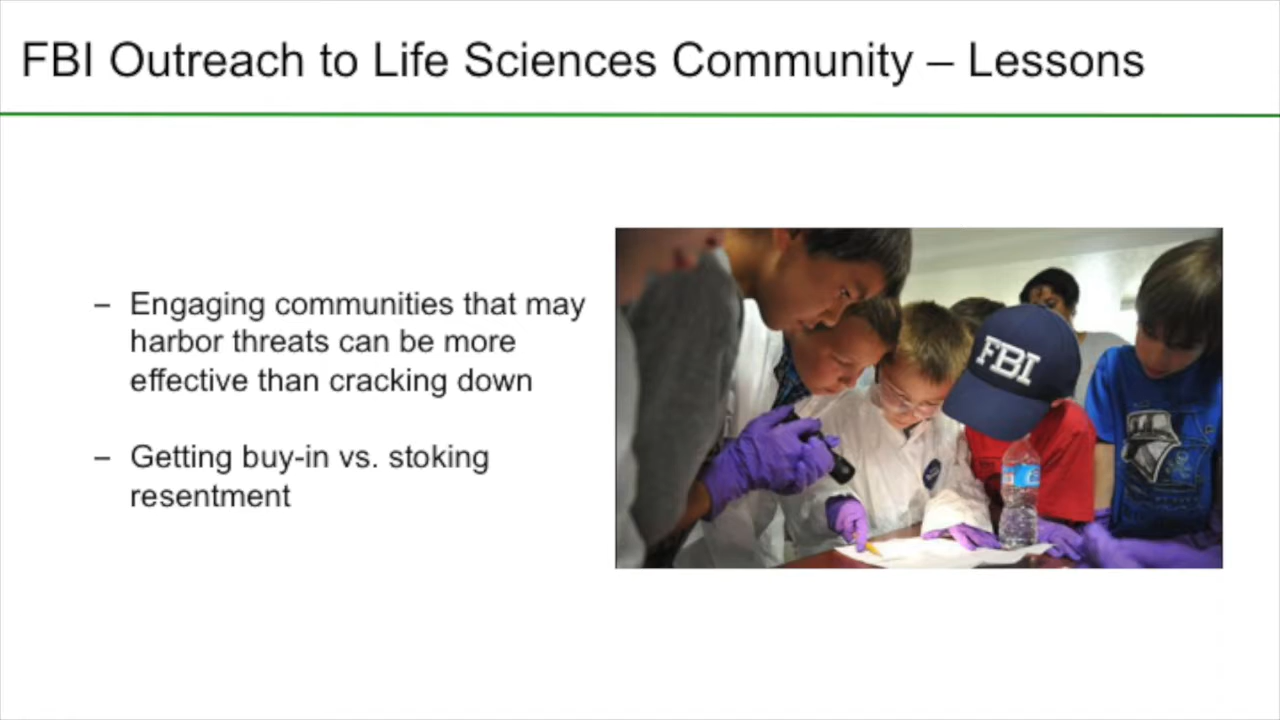 FBI Outreach to Life Sciences Community – Lessons
– Engaging communities that may
harbor threats can be more
effective than cracking down
– Getting buy-in vs. stoking
resentment
FBI